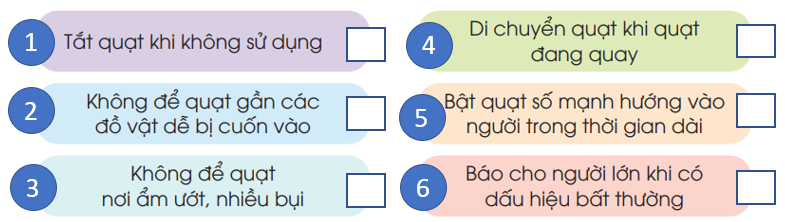 1 Tắt quạt khi không sử dụng
2 Không để quạt gần các
đồ vật dễ bị cuốn vào
3 Không để quạt
nơi ẩm ướt, nhiều bụi
4 Di chuyển quạt khi quạt
đang quay
5 Bật quạt số mạnh hướng vào
người trong thời gian dài
6 Báo cho người lớn khi có
dấu hiệu bất thường